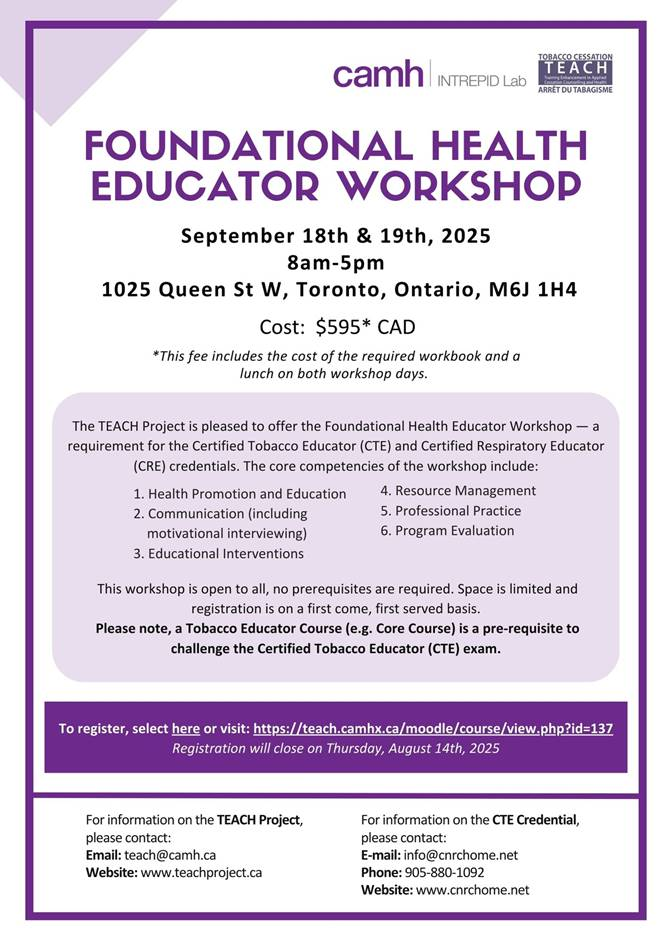 camh | INTREPID Lab
TOBACCO CESSATION
TEACH
Training Enhancement in Applied
Cessation Counselling and Health
ARRÊT DU TABAGISME
FOUNDATIONAL HEALTH
EDUCATOR WORKSHOP
September 18th & 19th, 2025
8am-5pm
1025 Queen St W, Toronto, Ontario, M6J 1H4
Cost: $595* CAD
*This fee includes the cost of the required workbook and a
lunch on both workshop days.
The TEACH Project is pleased to offer the Foundational Health Educator Workshop — a
requirement for the Certified Tobacco Educator (CTE) and Certified Respiratory Educator
(CRE) credentials. The core competencies of the workshop include:
1. Health Promotion and Education
2. Communication (including
motivational interviewing)
3. Educational Interventions
4. Resource Management
5. Professional Practice
6. Program Evaluation
This workshop is open to all, no prerequisites are required. Space is limited and
registration is on a first come, first served basis.
Please note, a Tobacco Educator Course (e.g. Core Course) is a pre-requisite to
challenge the Certified Tobacco Educator (CTE) exam.
To register, select here or visit: https://teach.camhx.ca/moodle/course/view.php?id=137
Registration will close on Thursday, August 14th, 2025
For information on the TEACH Project,
please contact:
Email: teach@camh.ca
Website: www.teachproject.ca
For information on the CTE Credential,
please contact:
E-mail: info@cnrchome.net
Phone: 905-880-1092
Website: www.cnrchome.net